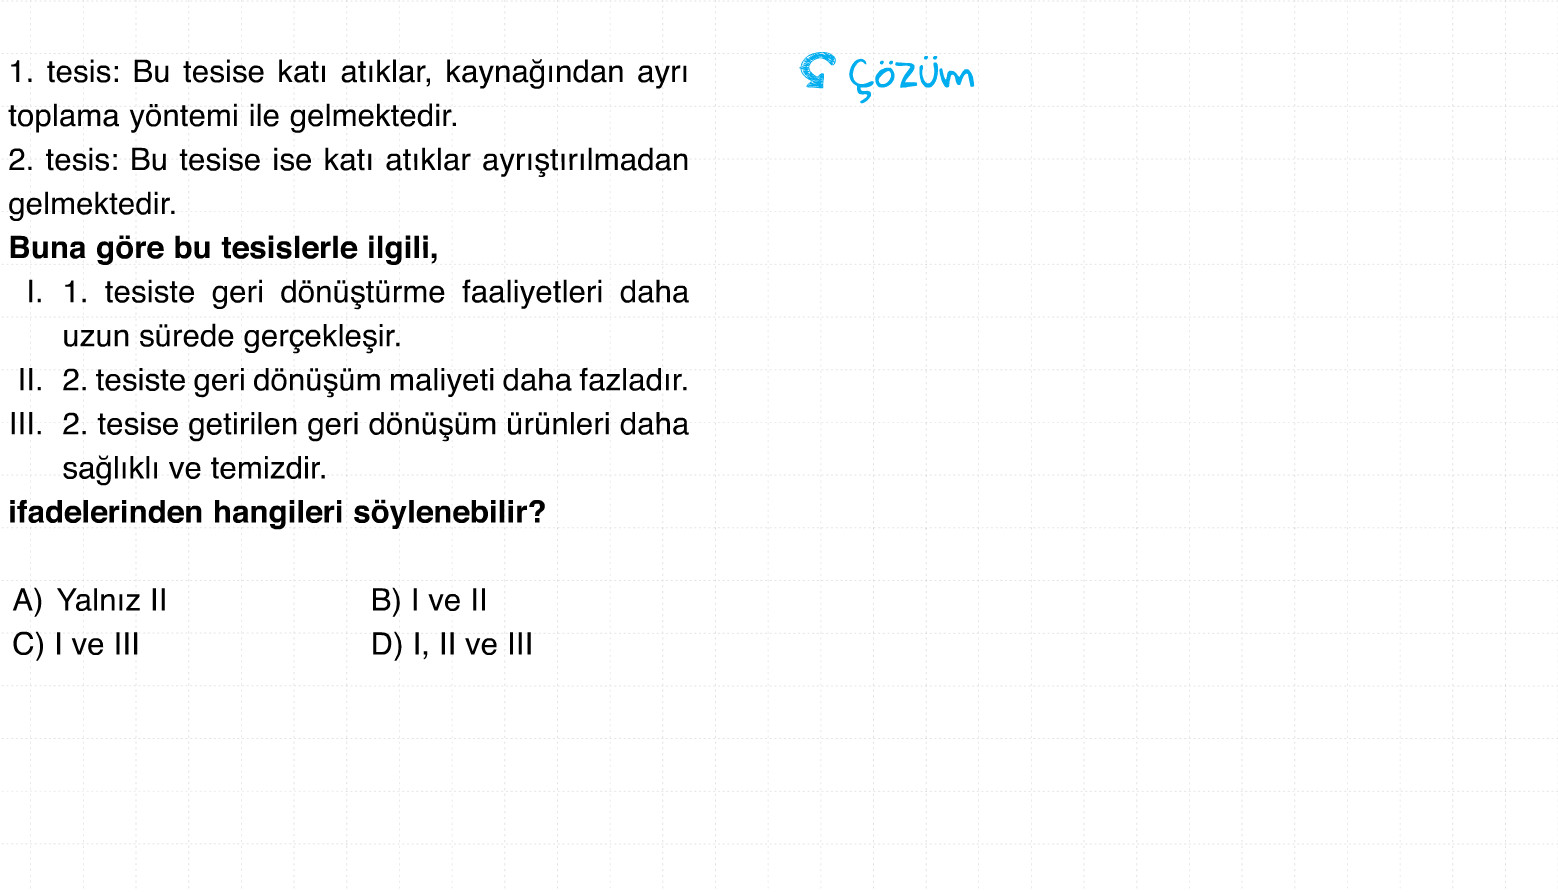 1. tesis: Bu tesise katı atıklar, kaynağından ayrı
toplama yöntemi ile gelmektedir.
2. tesis: Bu tesise ise katı atıklar ayrıştırılmadan
gelmektedir.
Buna göre bu tesislerle ilgili,
I. 1. tesiste geri dönüştürme faaliyetleri daha
uzun sürede gerçekleşir.
II. 2. tesiste geri dönüşüm maliyeti daha fazladır.
III. 2. tesise getirilen geri dönüşüm ürünleri daha
sağlıklı ve temizdir.
ifadelerinden hangileri söylenebilir?
A) Yalnız II B) I ve II
C) I ve III D) I, II ve III
Çözüm